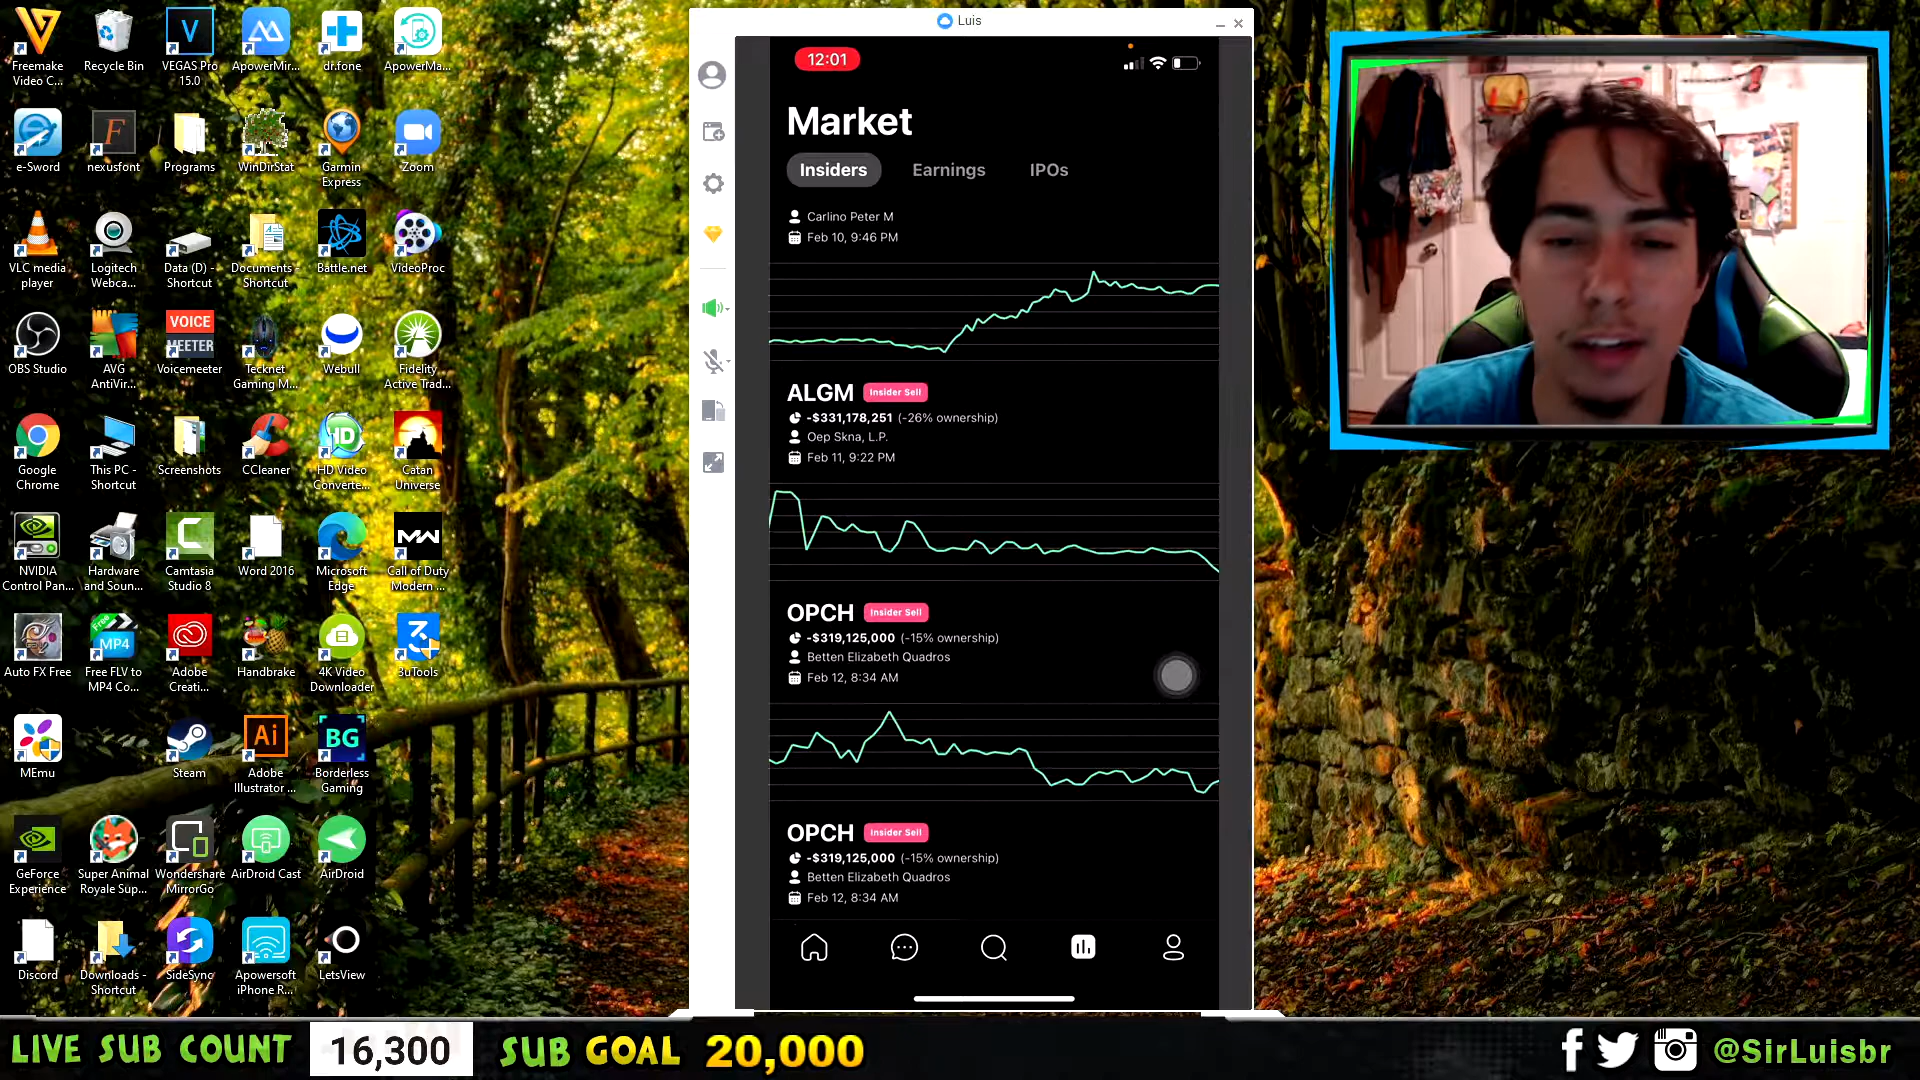 Freemake
Video C...
Recycle Bin
VEGAS Pro
15.0
ApowerMir...
dr.fone
ApowerMa...
e-Sword
nexusfont
Programs
WinDirStat
Garmin
Express
Zoom
VLC media
player
Logitech
Webca...
Data (D) -
Shortcut
Documents -
Shortcut
Battle.net
VideoProc
OBS Studio
AVG
AntiVir...
VOICE
MEETER
Voicemeeter
Tecknet
Gaming M...
Webull
Fidelity
Active Trad...
Google
Chrome
This PC -
Shortcut
Screenshots
CCleaner
HD
HD Video
Converte...
Catan
Universe
NVIDIA
Control Pan...
Hardware
and Soun...
Camtasia
Studio 8
Word 2016
Microsoft
Edge
Call of Duty
Modern ...
Auto FX Free
Free
MP4
Free FLV to
MP4 Co...
Adobe
Creati...
Handbrake
4K Video
Downloader
3uTools
MEmu
Steam
Ai
Adobe
Illustrator ...
BG
Borderless
Gaming
GeForce
Experience
Super Animal
Royale Sup...
Wondershare
MirrorGo
AirDroid Cast
AirDroid
Discord
Downloads -
Shortcut
SideSync
Apowersoft
iPhone R...
LetsView
Luis
12:01
Market
Insiders
Earnings
IPOs
Carlino Peter M
Feb 10, 9:46 PM
ALGM Insider Sell
-$331,178,251 (-26% ownership)
Oep Skna, L.P.
Feb 11, 9:22 PM
OPCH Insider Sell
-$319,125,000 (-15% ownership)
Betten Elizabeth Quadros
Feb 12, 8:34 AM
OPCH Insider Sell
-$319,125,000 (-15% ownership)
Betten Elizabeth Quadros
Feb 12, 8:34 AM
LIVE SUB COUNT 16,300 SUB GOAL 20,000
@SirLuisbr